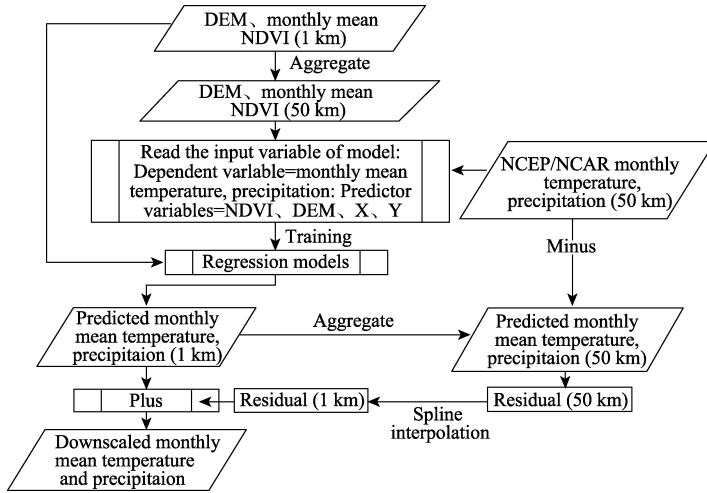 DEM、monthly mean
NDVI (1 km)
Aggregate
DEM、monthly mean
NDVI (50 km)
Read the input variable of model:
Dependent varlable=monthly mean
temperature, precipitation: Predictor
variables=NDVI、DEM、X、Y
NCEP/NCAR monthly
temperature,
precipitation (50 km)
Training
Minus
Regression models
Predicted monthly
mean temperature,
precipitaion (1 km)
Aggregate
Predicted monthly
mean temperature,
precipitaion (50 km)
Plus
Residual (1 km)
Spline
interpolation
Residual (50 km)
Downscaled monthly
mean temperature
and precipitaion